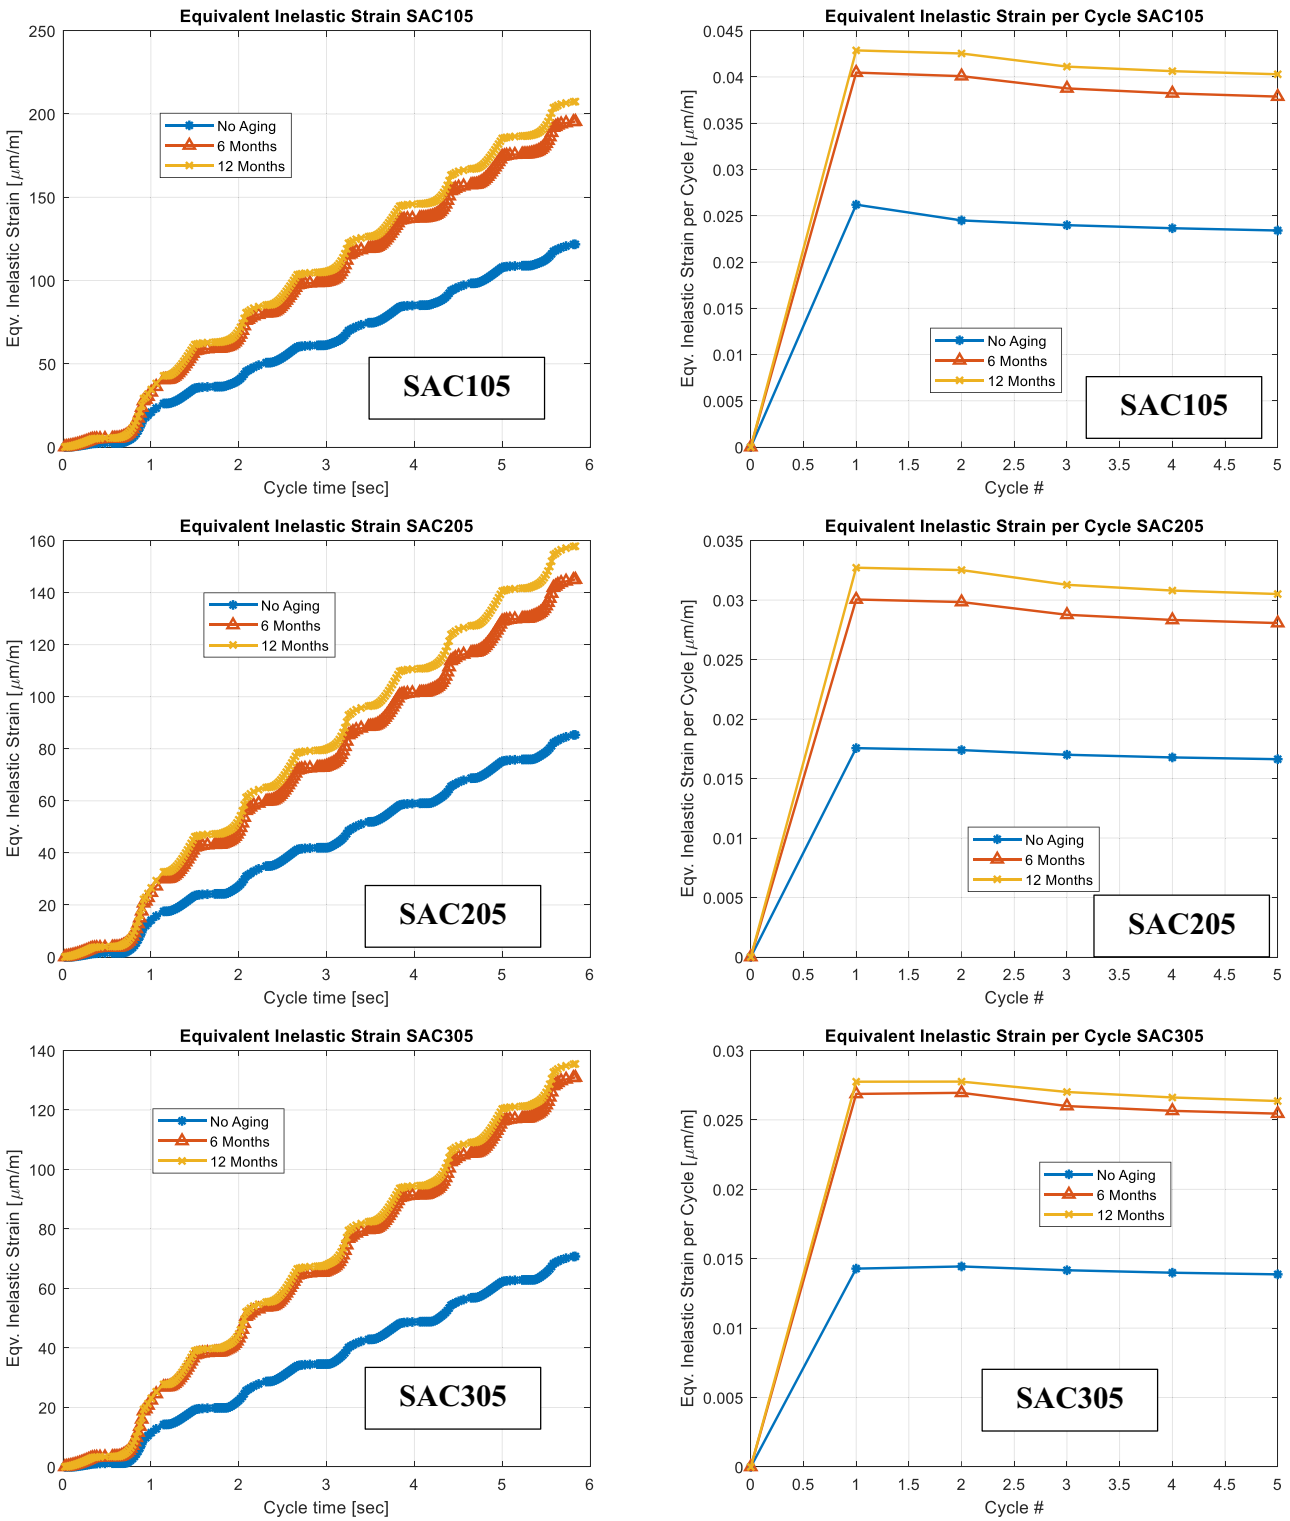 Equivalent Inelastic Strain SAC105
Eqv. Inelastic Strain [μm/m]
250
200
150
100
50
0
No Aging
6 Months
12 Months
SAC105
0 1 2 3 4 5 6
Cycle time [sec]
Equivalent Inelastic Strain per Cycle SAC105
Eqv. Inelastic Strain per Cycle [μm/m]
0.045
0.04
0.035
0.03
0.025
0.02
0.015
0.01
0.005
0
No Aging
6 Months
12 Months
SAC105
0 0.5 1 1.5 2 2.5 3 3.5 4 4.5 5
Cycle #
Equivalent Inelastic Strain SAC205
Eqv. Inelastic Strain [μm/m]
160
140
120
100
80
60
40
20
0
No Aging
6 Months
12 Months
SAC205
0 1 2 3 4 5 6
Cycle time [sec]
Equivalent Inelastic Strain per Cycle SAC205
Eqv. Inelastic Strain per Cycle [μm/m]
0.035
0.03
0.025
0.02
0.015
0.01
0.005
0
No Aging
6 Months
12 Months
SAC205
0 0.5 1 1.5 2 2.5 3 3.5 4 4.5 5
Cycle #
Equivalent Inelastic Strain SAC305
Eqv. Inelastic Strain [μm/m]
140
120
100
80
60
40
20
0
No Aging
6 Months
12 Months
SAC305
0 1 2 3 4 5 6
Cycle time [sec]
Equivalent Inelastic Strain per Cycle SAC305
Eqv. Inelastic Strain per Cycle [μm/m]
0.03
0.025
0.02
0.015
0.01
0.005
0
No Aging
6 Months
12 Months
SAC305
0 0.5 1 1.5 2 2.5 3 3.5 4 4.5 5
Cycle #